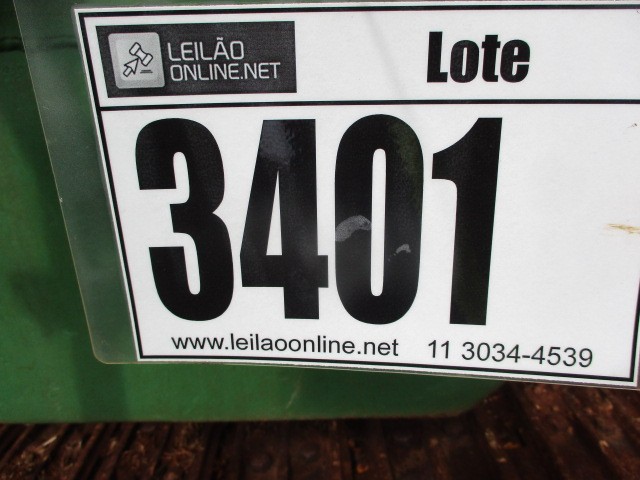 LEILÃO
ONLINE.NET
Lote
3401
www.leilaoonline.net 11 3034-4539